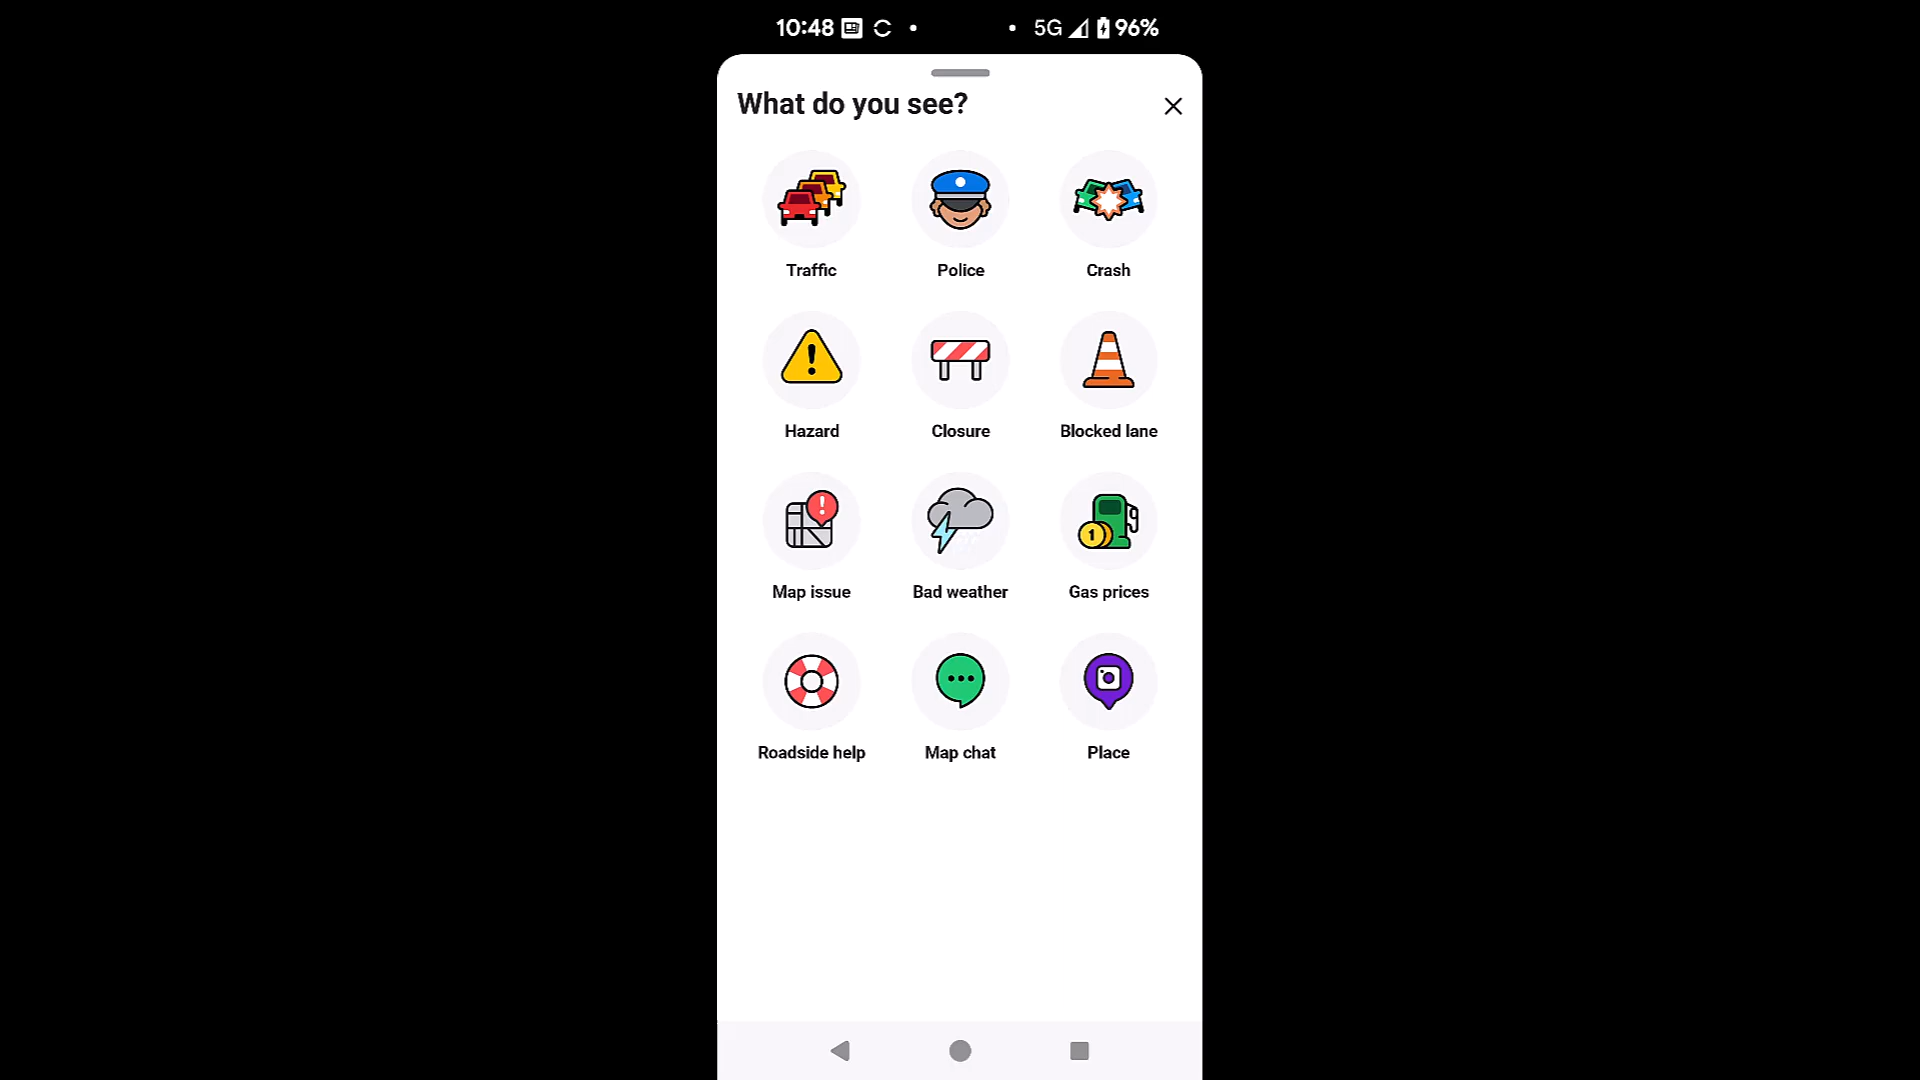 10:48 5G 96%
What do you see?
Traffic Police Crash
Hazard Closure Blocked lane
!
Map issue Bad weather Gas prices
!
1
Roadside help Map chat Place